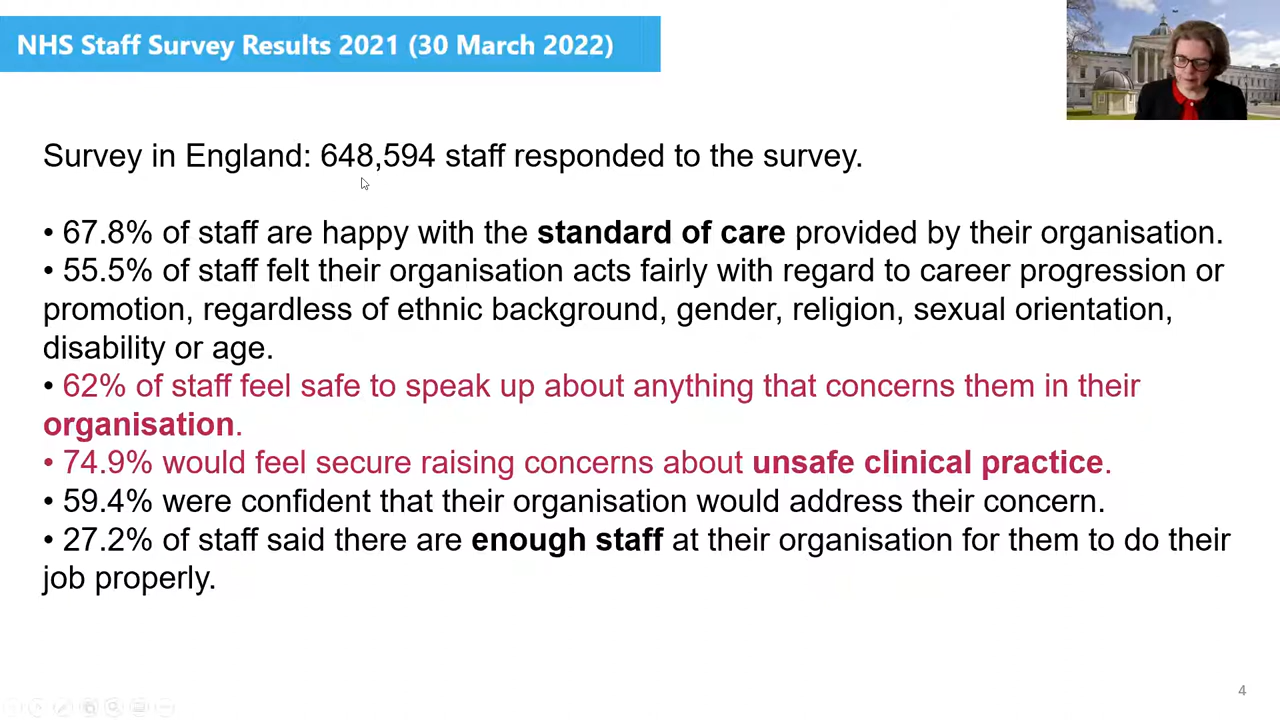 NHS Staff Survey Results 2021 (30 March 2022)
Survey in England: 648,594 staff responded to the survey.
• 67.8% of staff are happy with the standard of care provided by their organisation.
• 55.5% of staff felt their organisation acts fairly with regard to career progression or
promotion, regardless of ethnic background, gender, religion, sexual orientation,
disability or age.
• 62% of staff feel safe to speak up about anything that concerns them in their
organisation.
• 74.9% would feel secure raising concerns about unsafe clinical practice.
• 59.4% were confident that their organisation would address their concern.
• 27.2% of staff said there are enough staff at their organisation for them to do their
job properly.
4